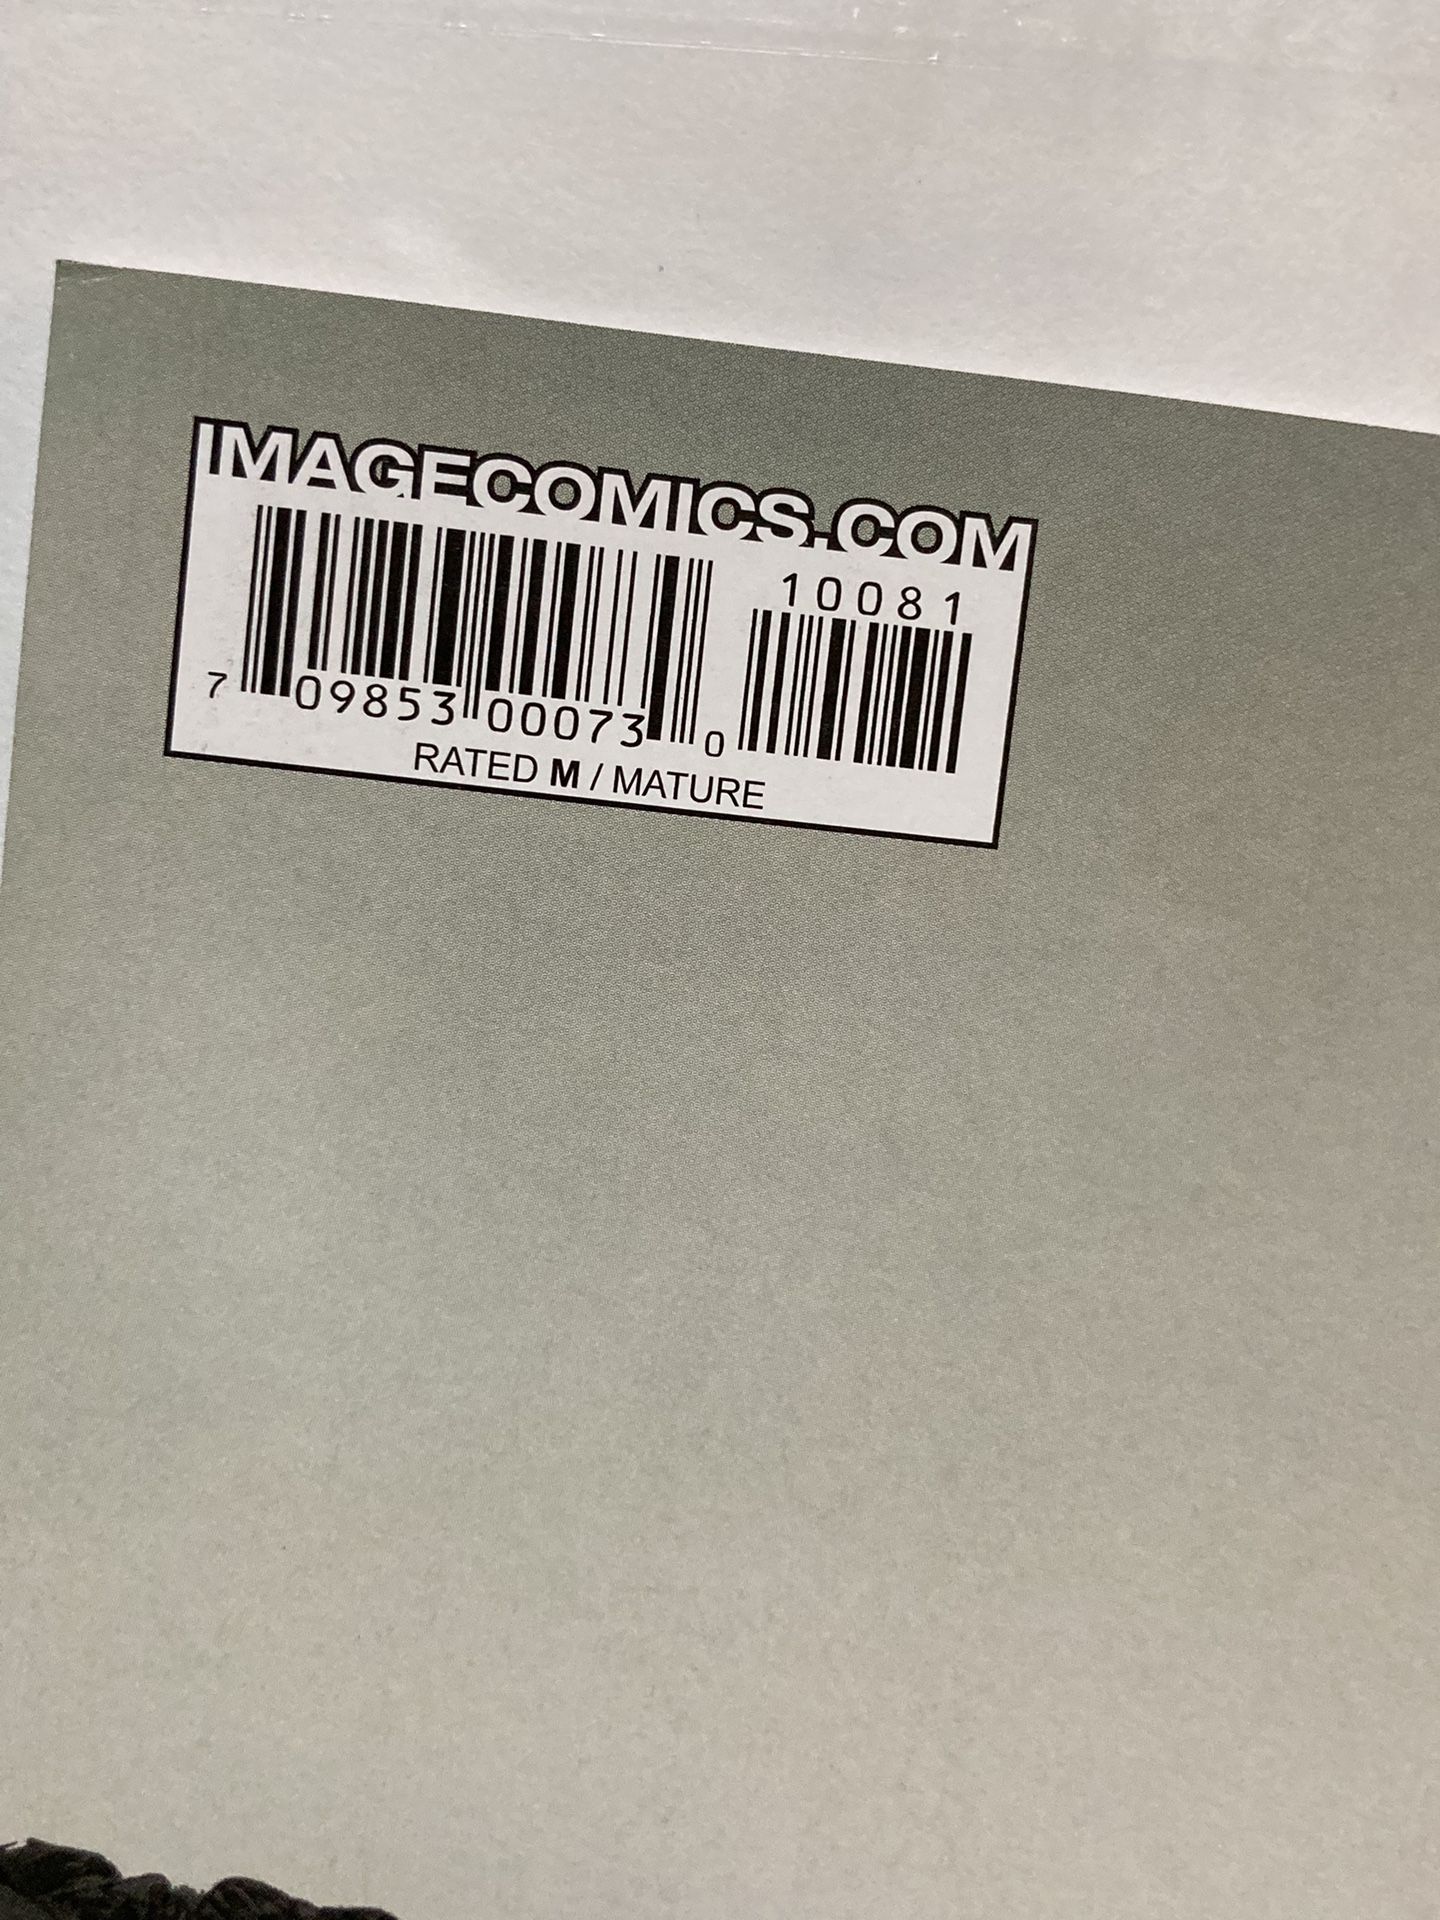 IMAGECOMICS.COM
10081
7 09853 00073 0
RATED M / MATURE